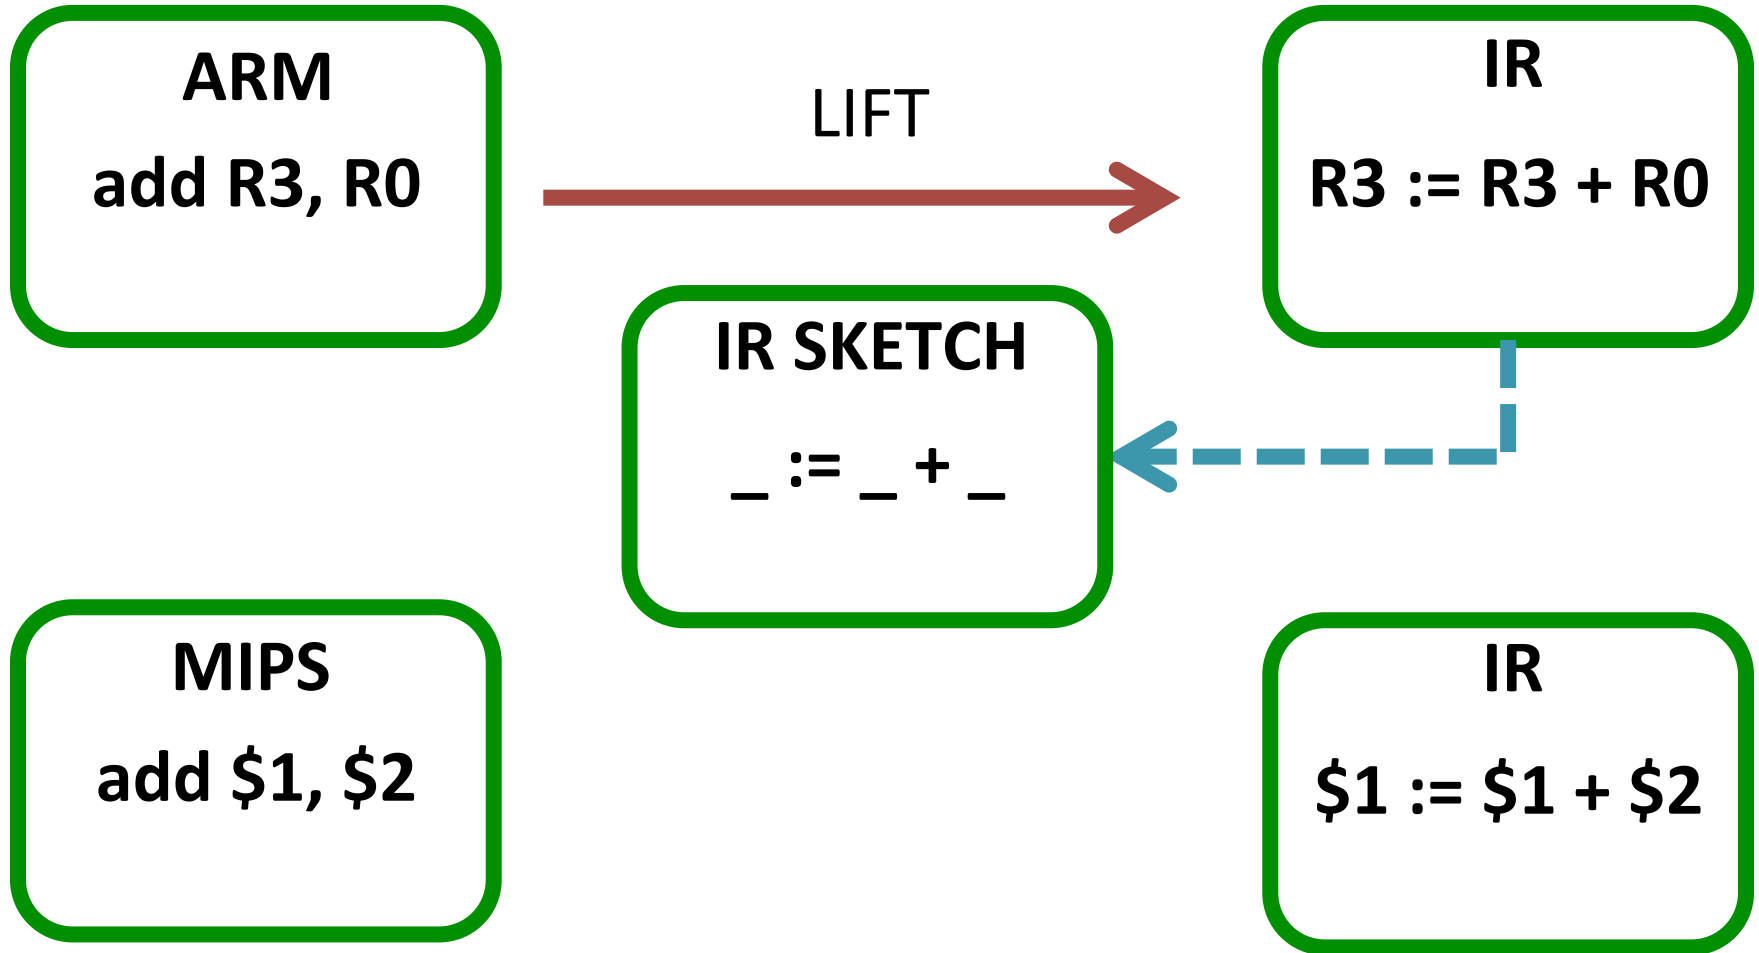 ARM
add R3, R0
LIFT
IR
R3 := R3 + R0
IR SKETCH
_ := _ + _
MIPS
add $1, $2
IR
$1 := $1 + $2